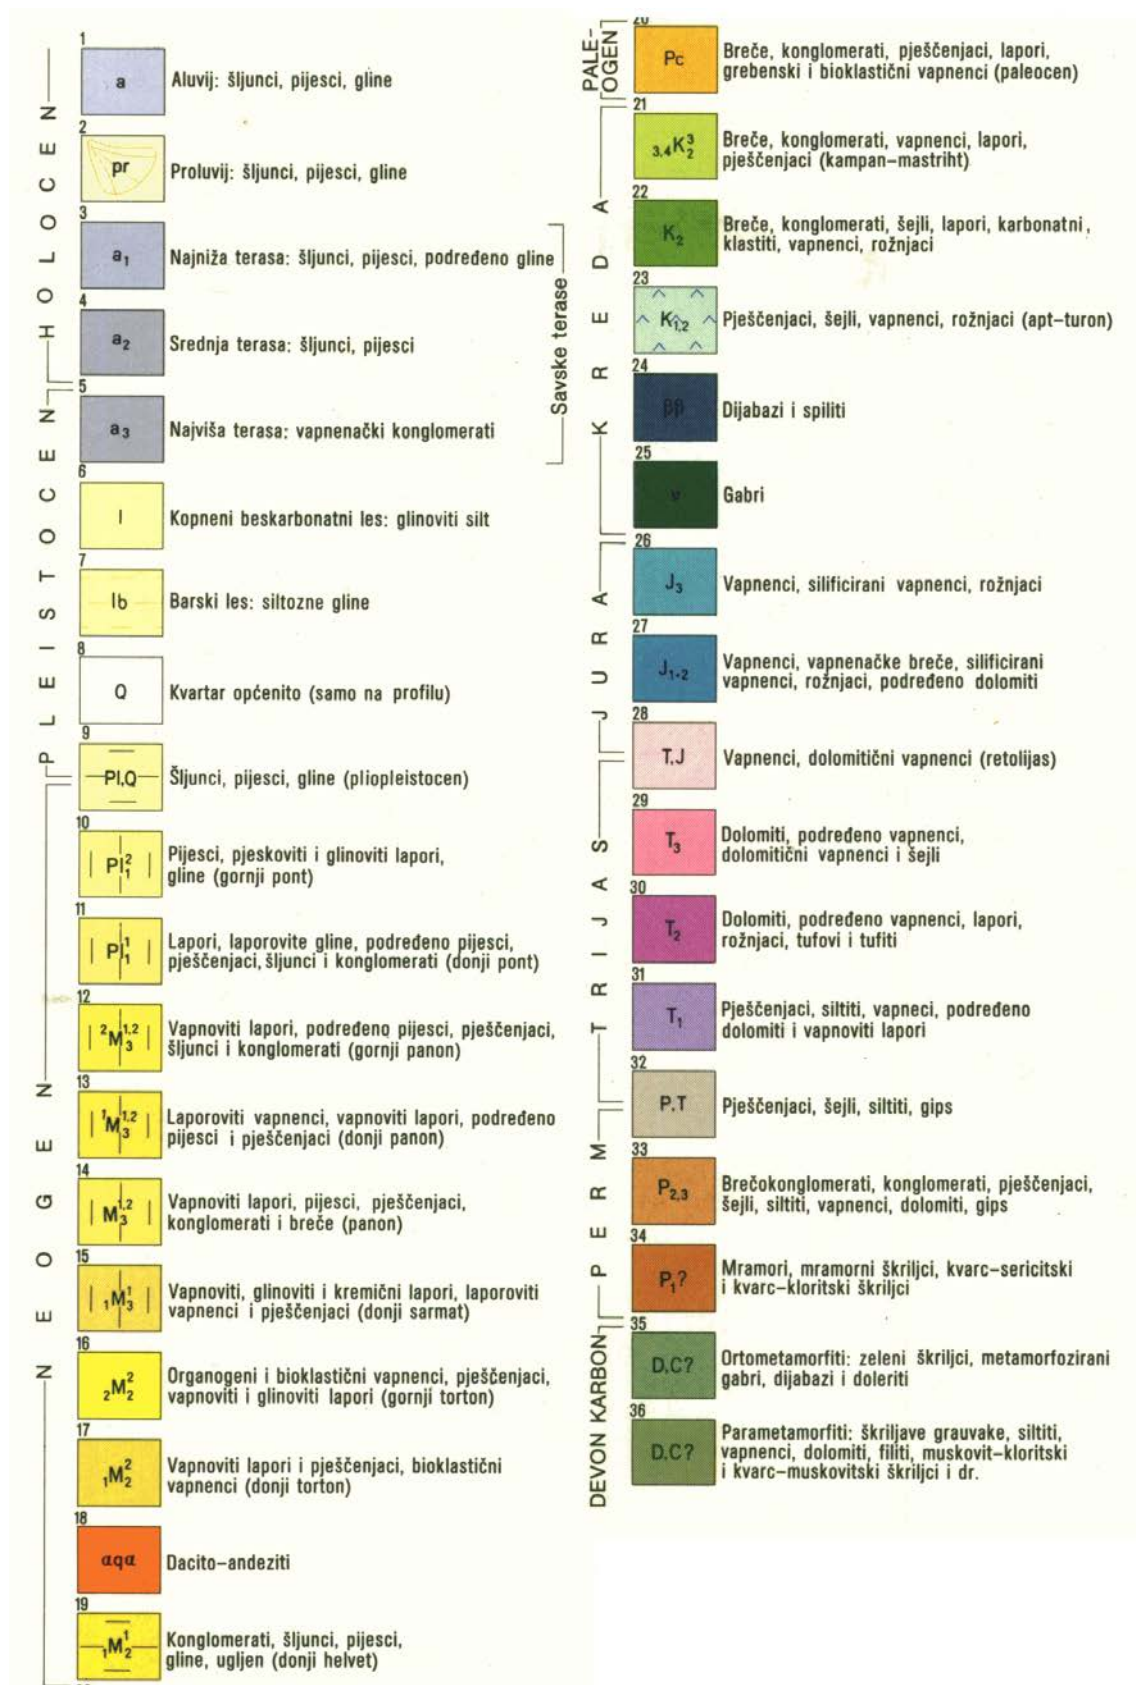 HOLOCEN
1
a
Aluvij: šljunci, pijesci, gline
2
pr
Proluvij: šljunci, pijesci, gline
3
a1
Najniža terasa: šljunci, pijesci, podređeno gline
4
a2
Srednja terasa: šljunci, pijesci
Savske terase
PLEISTOCEN
5
a3
Najviša terasa: vapnenački konglomerati
6
l
Kopneni beskarbonatni les: glinoviti silt
7
lb
Barski les: siltozne gline
8
Q
Kvartar općenito (samo na profilu)
9
Pl,Q
Šljunci, pijesci, gline (pliopleistocen)
NEOGEN
10
Pl₁²
Pijesci, pjeskoviti i glinoviti lapori,
gline (gornji pont)
11
Pl₁¹
Lapori, laporovite gline, podređeno pijesci,
pješčenjaci, šljunci i konglomerati (donji pont)
12
²M₃¹,²
Vapnoviti lapori, podređeno pijesci, pješčenjaci,
šljunci i konglomerati (gornji panon)
13
¹M₃¹,²
Laporoviti vapnenci, vapnoviti lapori, podređeno
pijesci i pješčenjaci (donji panon)
14
M₃¹,²
Vapnoviti lapori, pijesci, pješčenjaci,
konglomerati i breče (panon)
15
₁M₃¹
Vapnoviti, glinoviti i kremični lapori, laporoviti
vapnenci i pješčenjaci (donji sarmat)
16
₂M₂²
Organogeni i bioklastični vapnenci, pješčenjaci,
vapnoviti i glinoviti lapori (gornji torton)
17
₁M₂²
Vapnoviti lapori i pješčenjaci, bioklastični
vapnenci (donji torton)
18
αqα
Dacito-andeziti
19
₁M₂¹
Konglomerati, šljunci, pijesci,
gline, ugljen (donji helvet)
PALE-
OGEN
20
Pc
Breče, konglomerati, pješčenjaci, lapori,
grebenski i bioklastični vapnenci (paleocen)
KREDA
21
₃,₄K₂³
Breče, konglomerati, vapnenci, lapori,
pješčenjaci (kampan-mastriht)
22
K₂
Breče, konglomerati, šejli, lapori, karbonatni,
klastiti, vapnenci, rožnjaci
23
K₁,₂
Pješčenjaci, šejli, vapnenci, rožnjaci (apt-turon)
24
ββ
Dijabazi i spiliti
25
ν
Gabri
JURA
26
J₃
Vapnenci, silificirani vapnenci, rožnjaci
27
J₁-₂
Vapnenci, vapnenačke breče, silificirani
vapnenci, rožnjaci, podređeno dolomiti
28
T,J
Vapnenci, dolomitični vapnenci (retolijas)
TRIJAS
29
T₃
Dolomiti, podređeno vapnenci,
dolomitični vapnenci i šejli
30
T₂
Dolomiti, podređeno vapnenci, lapori,
rožnjaci, tufovi i tufiti
31
T₁
Pješčenjaci, siltiti, vapneci, podređeno
dolomiti i vapnoviti lapori
32
P,T
Pješčenjaci, šejli, siltiti, gips
PERM
33
P₂,₃
Brečokonglomerati, konglomerati, pješčenjaci,
šejli, siltiti, vapnenci, dolomiti, gips
34
P₁?
Mramori, mramorni škriljci, kvarc-sericitski
i kvarc-kloritski škriljci
DEVON KARBON
35
D,C?
Ortometamorfiti: zeleni škriljci, metamorfozirani
gabri, dijabazi i doleriti
36
D,C?
Parametamorfiti: škriljave grauvake, siltiti,
vapnenci, dolomiti, filiti, muskovit-kloritski
i kvarc-muskovitski škriljci i dr.